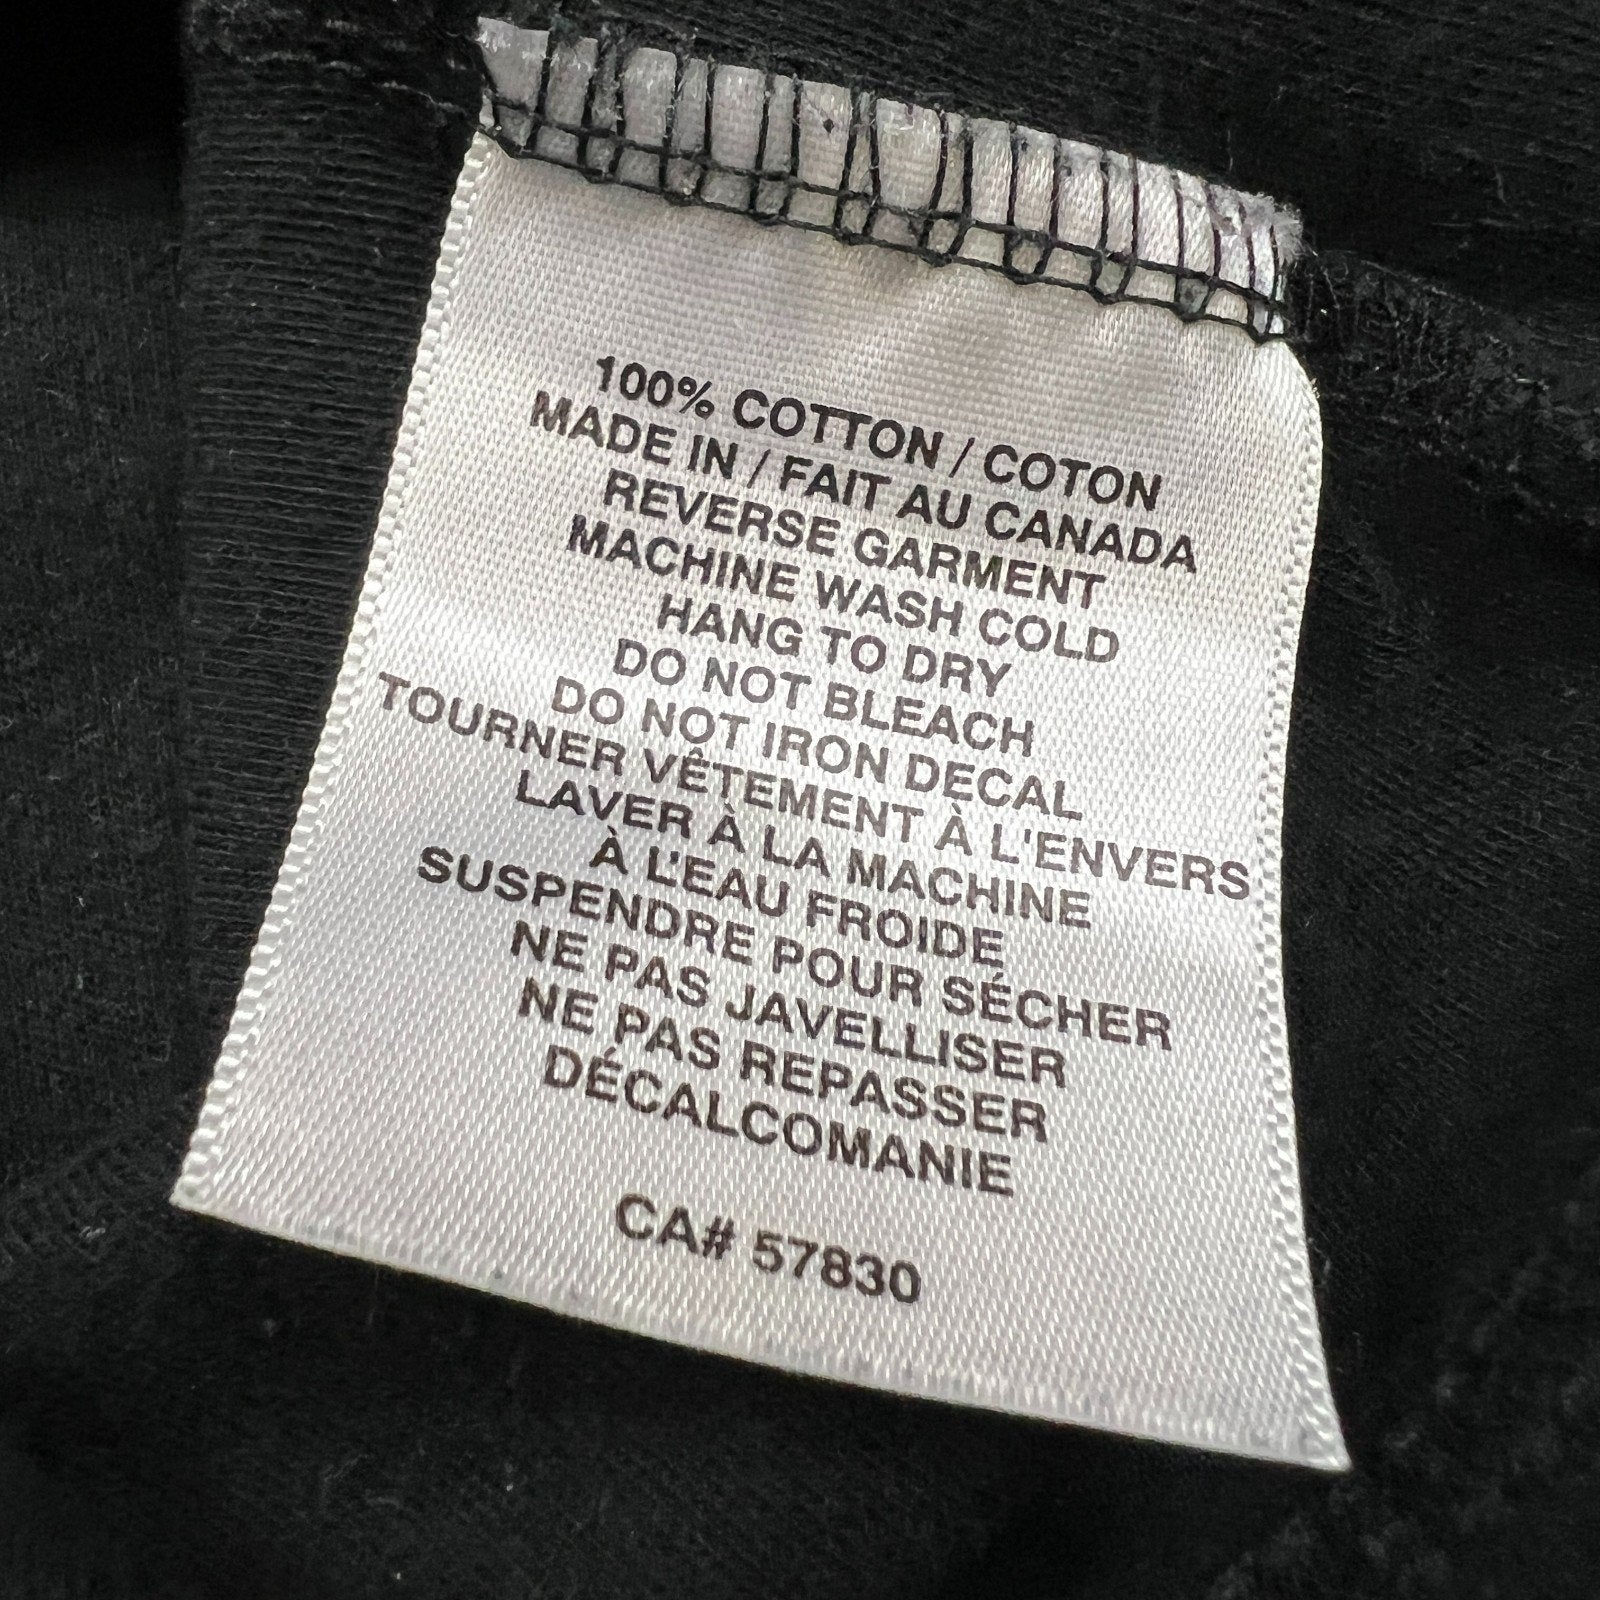 100% COTTON / COTON
MADE IN / FAIT AU CANADA
REVERSE GARMENT
MACHINE WASH COLD
HANG TO DRY
DO NOT BLEACH
DO NOT IRON DECAL
TOURNER VÊTEMENT À L'ENVERS
LAVER À LA MACHINE
À L'EAU FROIDE
SUSPENDRE POUR SÉCHER
NE PAS JAVELLISER
NE PAS REPASSER
DÉCALCOMANIE
CA# 57830